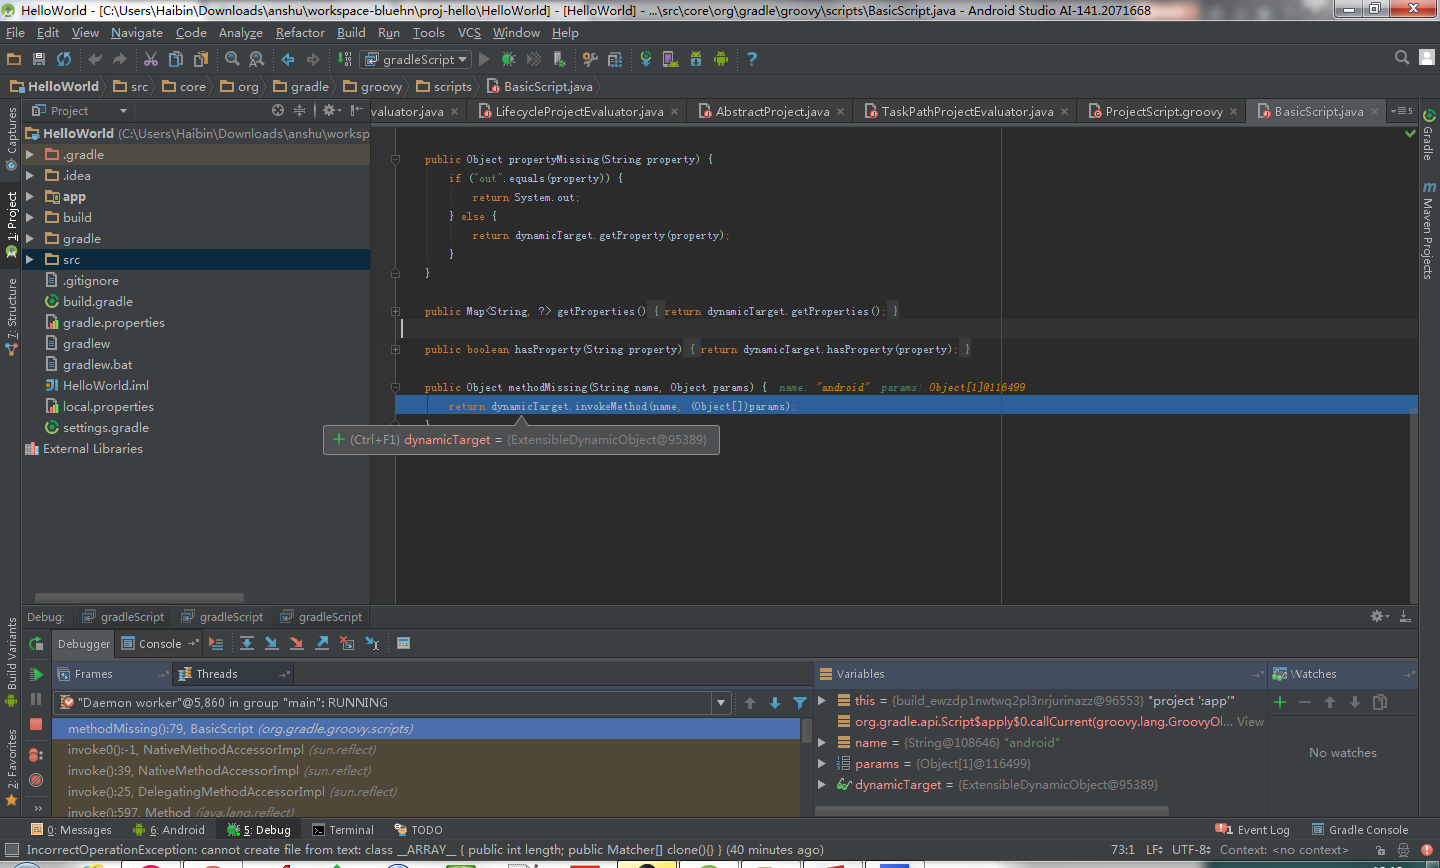 HelloWorld - [C:\Users\Haibin\Downloads\anshu\workspace-bluehn\proj-hello\HelloWorld] - [HelloWorld] - ...\src\core\org\gradle\groovy\scripts\BasicScript.java - Android Studio AI-141.2071668
File Edit View Navigate Code Analyze Refactor Build Run Tools VCS Window Help
gradleScript
HelloWorld src core org gradle groovy scripts BasicScript.java
Project
valuator.java LifecycleProjectEvaluator.java AbstractProject.java TaskPathProjectEvaluator.java ProjectScript.groovy BasicScript.java 5
Captures
1: Project
7: Structure
Build Variants
2: Favorites
HelloWorld (C:\Users\Haibin\Downloads\anshu\worksp
.gradle
.idea
app
build
gradle
src
.gitignore
build.gradle
gradle.properties
gradlew
gradlew.bat
HelloWorld.iml
local.properties
settings.gradle
External Libraries
public Object propertyMissing(String property) {
if ("out".equals(property)) {
return System.out;
} else {
return dynamicTarget.getProperty(property);
}
}
public Map<String, ?> getProperties() { return dynamicTarget.getProperties(); }
public boolean hasProperty(String property) { return dynamicTarget.hasProperty(property); }
public Object methodMissing(String name, Object params) { name: "android" params: Object[1]@116499
return dynamicTarget.invokeMethod(name, (Object[])params);
(Ctrl+F1) dynamicTarget = {ExtensibleDynamicObject@95389}
Gradle
m
Maven Projects
Debug: gradleScript gradleScript gradleScript
Debugger Console
Frames Threads
"Daemon worker"@5,860 in group "main": RUNNING
methodMissing():79, BasicScript (org.gradle.groovy.scripts)
invoke0():-1, NativeMethodAccessorImpl (sun.reflect)
invoke():39, NativeMethodAccessorImpl (sun.reflect)
invoke():25, DelegatingMethodAccessorImpl (sun.reflect)
invoke():597, Method (java.lang.reflect)
Variables
this = {build_ewzdp1nwtwq2pl3nrjurinazz@96553} "project ':app'"
org.gradle.api.Script$apply$0.callCurrent(groovy.lang.GroovyOl... View
name = {String@108646} "android"
params = {Object[1]@116499}
dynamicTarget = {ExtensibleDynamicObject@95389}
Watches
No watches
0: Messages 6: Android 5: Debug Terminal TODO 1 Event Log Gradle Console
IncorrectOperationException: cannot create file from text: class __ARRAY__ { public int length; public Matcher[] clone(){} } (40 minutes ago) 73:1 LF UTF-8 Context: <no context>